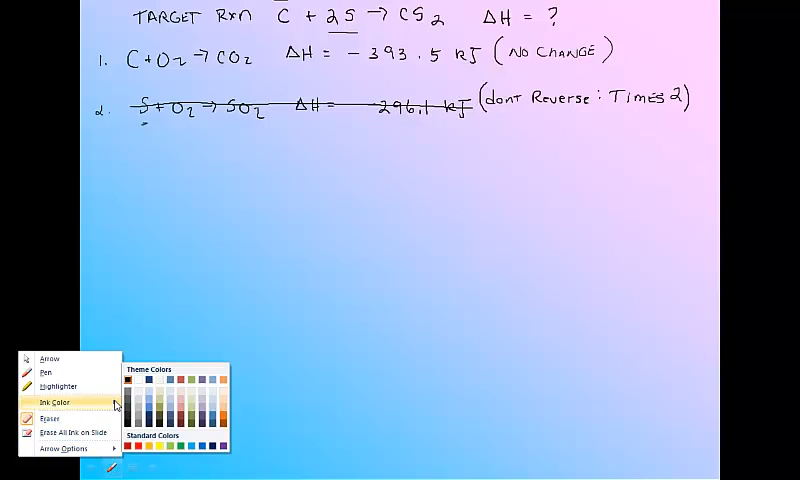 TARGET RXN C + 2S → CS2 ΔH = ?
1. C + O2 → CO2 ΔH = -393.5 kJ (NO CHANGE)
2. S + O2 → SO2 ΔH = -296.1 kJ (dont Reverse : Times 2)
Arrow
Pen
Highlighter
Ink Color
Eraser
Erase All Ink on Slide
Arrow Options
Theme Colors
Standard Colors